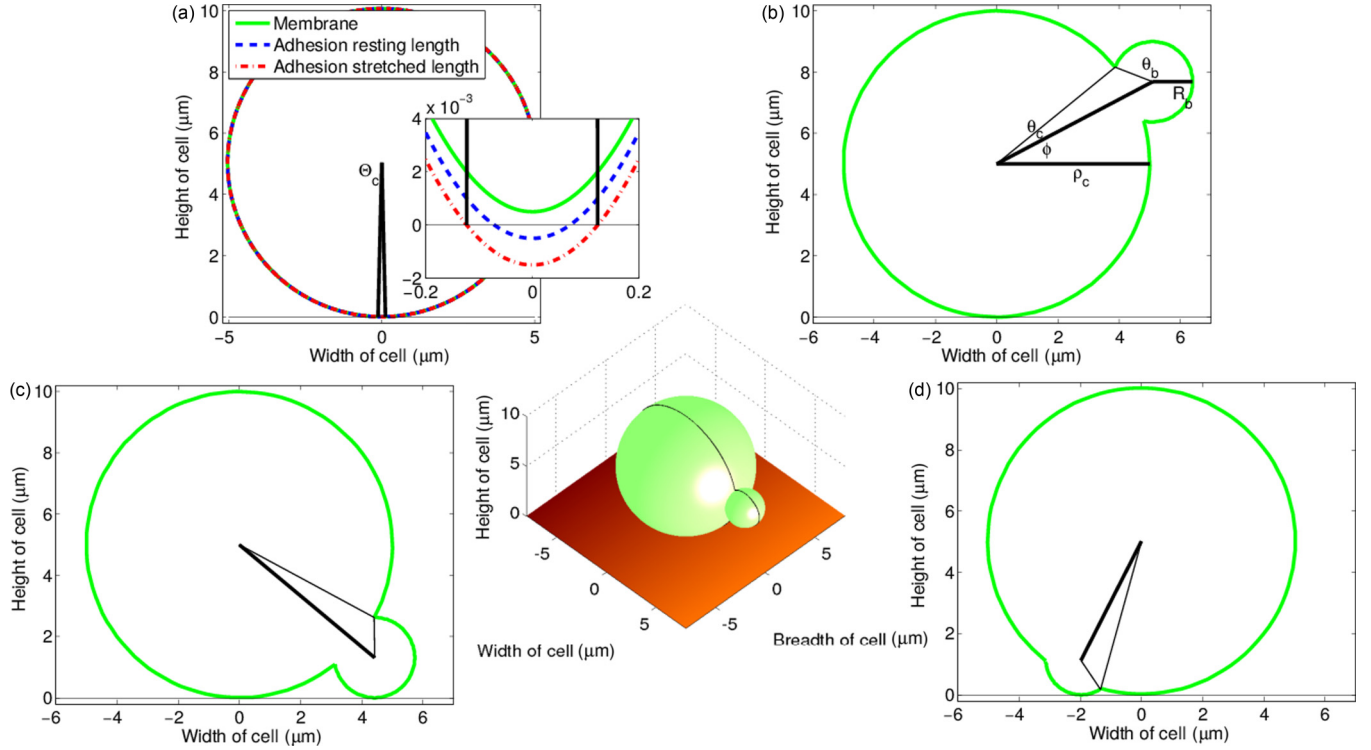 (a)
Membrane
Adhesion resting length
Adhesion stretched length
Height of cell (μm)
10
8
6
4
2
0
−5
0
5
Width of cell (μm)
Θc
4 x 10−3
2
0
−2
−0.2
0
0.2
(b)
Height of cell (μm)
10
8
6
4
2
0
−6 −4 −2 0 2 4 6
Width of cell (μm)
θb
Rb
θc
ϕ
ρc
(c)
Height of cell (μm)
10
8
6
4
2
0
−6 −4 −2 0 2 4 6
Width of cell (μm)
Height of cell (μm)
10
5
0
-5
0
5
Width of cell (μm)
5
0
-5
Breadth of cell (μm)
(d)
Height of cell (μm)
10
8
6
4
2
0
−6 −4 −2 0 2 4 6
Width of cell (μm)